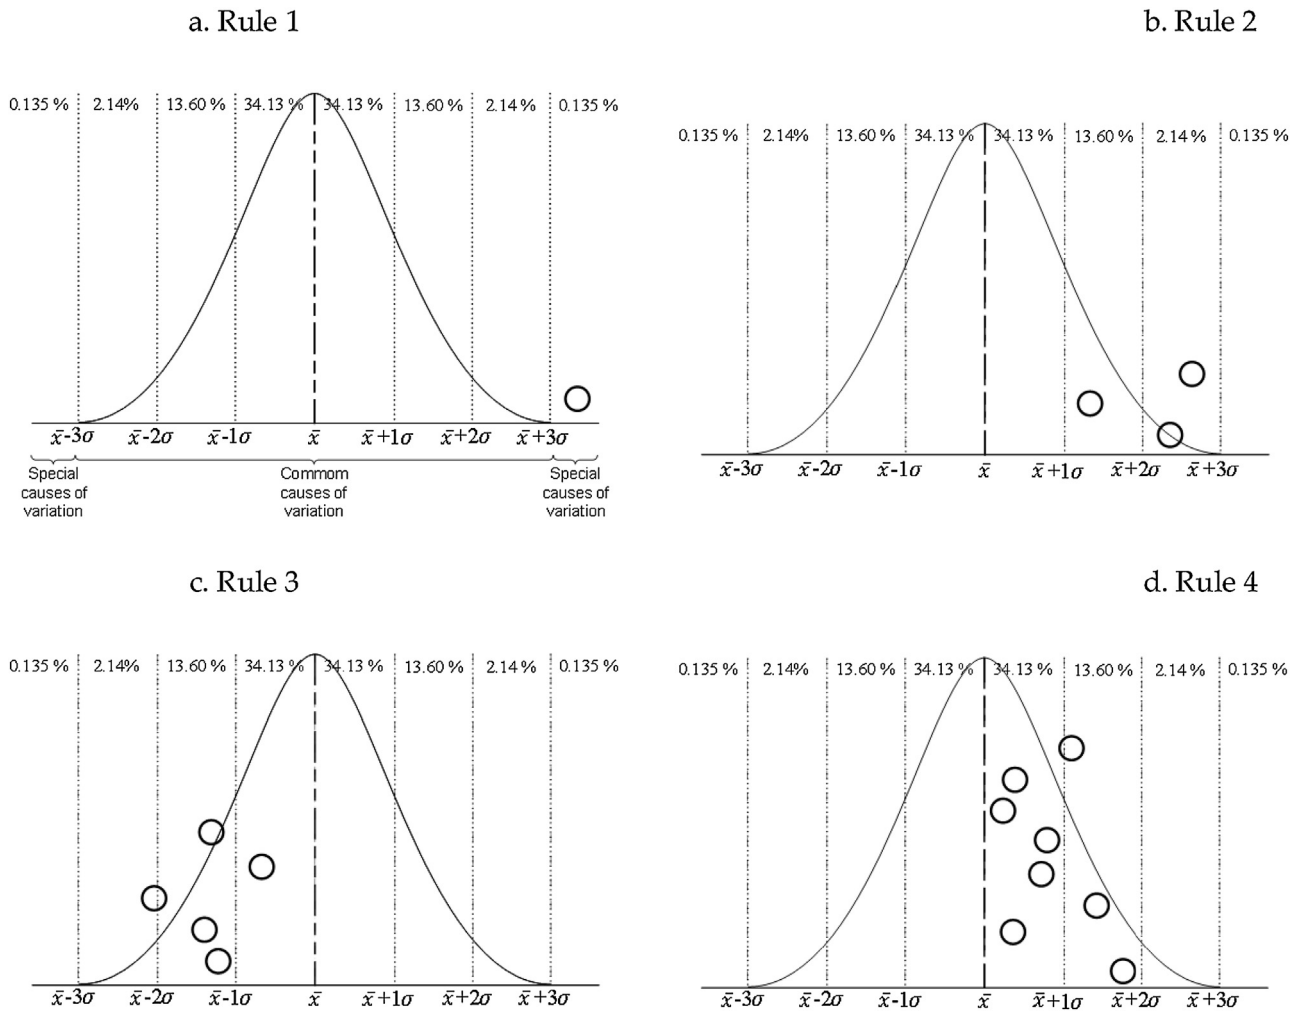 a. Rule 1
0.135 % 2.14% 13.60 % 34.13 % 34.13 % 13.60 % 2.14 % 0.135 %
x̄-3σ x̄-2σ x̄-1σ x̄ x̄+1σ x̄+2σ x̄+3σ
Special Commom Special
causes of causes of causes of
variation variation variation
b. Rule 2
0.135 % 2.14% 13.60 % 34.13 % 34.13 % 13.60 % 2.14 % 0.135 %
x̄-3σ x̄-2σ x̄-1σ x̄ x̄+1σ x̄+2σ x̄+3σ
c. Rule 3
0.135 % 2.14% 13.60 % 34.13 % 34.13 % 13.60 % 2.14 % 0.135 %
x̄-3σ x̄-2σ x̄-1σ x̄ x̄+1σ x̄+2σ x̄+3σ
d. Rule 4
0.135 % 2.14% 13.60 % 34.13 % 34.13 % 13.60 % 2.14 % 0.135 %
x̄-3σ x̄-2σ x̄-1σ x̄ x̄+1σ x̄+2σ x̄+3σ